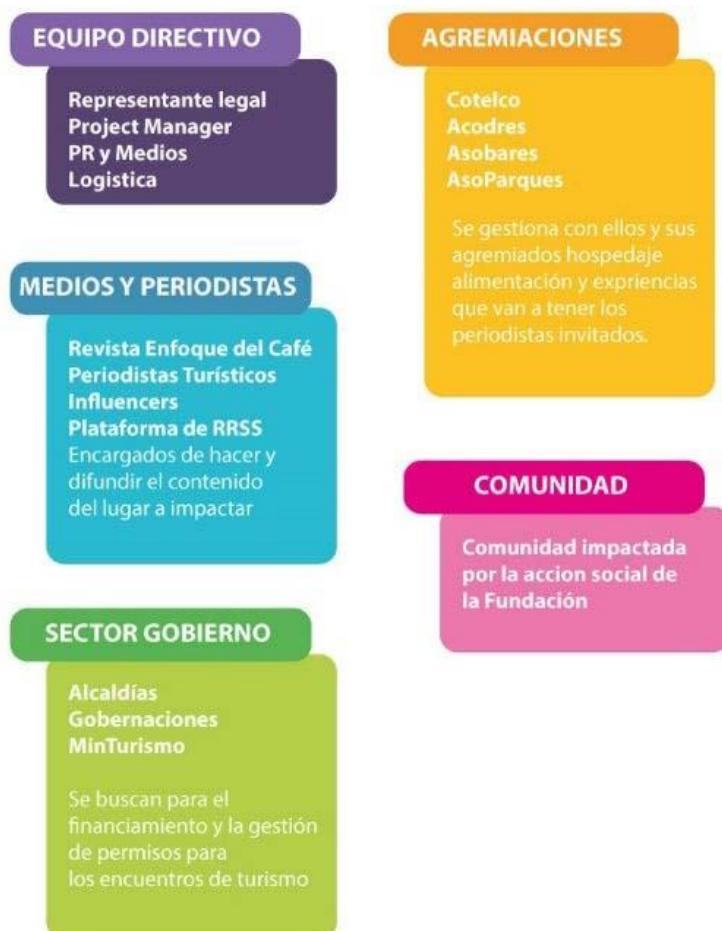 EQUIPO DIRECTIVO
Representante legal
Project Manager
PR y Medios
Logistica
MEDIOS Y PERIODISTAS
Revista Enfoque del Café
Periodistas Turísticos
Influencers
Plataforma de RRSS
Encargados de hacer y
difundir el contenido
del lugar a impactar
SECTOR GOBIERNO
Alcaldías
Gobernaciones
MinTurismo
Se buscan para el
financiamiento y la gestión
de permisos para
los encuentros de turismo
AGREMIACIONES
Cotelco
Acodres
Asobares
AsoParques
Se gestiona con ellos y sus
agremiados hospedaje
alimentación y expriencias
que van a tener los
periodistas invitados.
COMUNIDAD
Comunidad impactada
por la accion social de
la Fundación